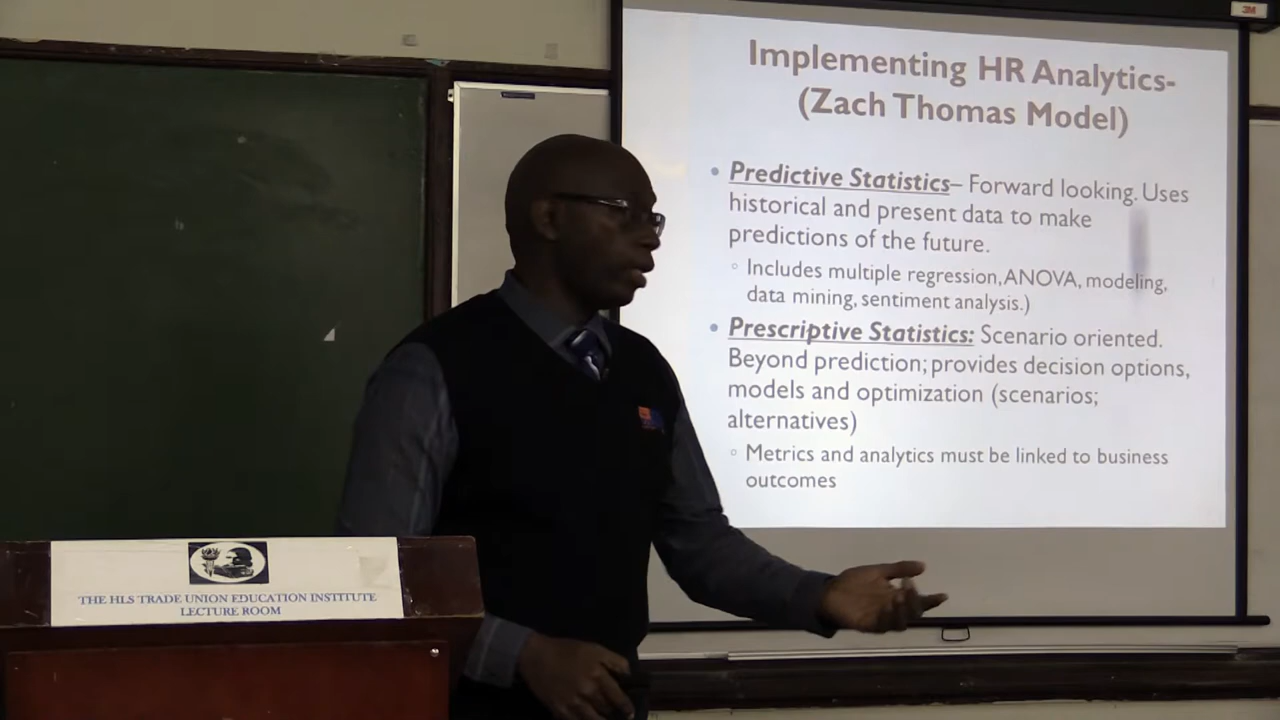 3M
Implementing HR Analytics-
(Zach Thomas Model)
• Predictive Statistics– Forward looking. Uses
historical and present data to make
predictions of the future.
◦ Includes multiple regression, ANOVA, modeling,
data mining, sentiment analysis.)
• Prescriptive Statistics: Scenario oriented.
Beyond prediction; provides decision options,
models and optimization (scenarios;
alternatives)
◦ Metrics and analytics must be linked to business
outcomes
THE HLS TRADE UNION EDUCATION INSTITUTE
LECTURE ROOM